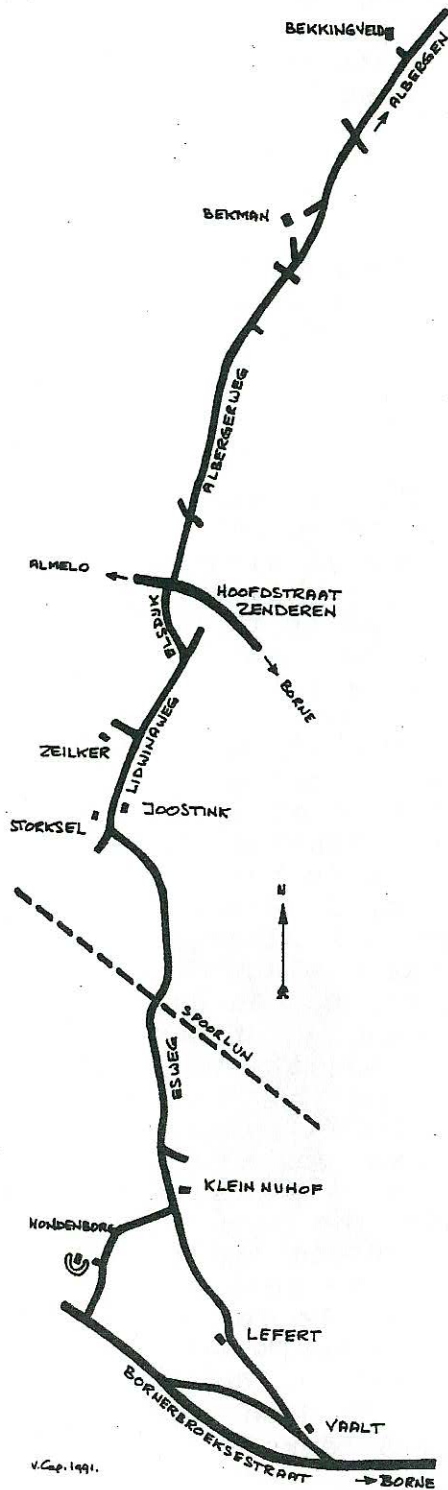 BEKKINGVELD
→ ALBERGEN
BEKMAN
ALBERGERWEG
ALMELO ←
HOOFDSTRAAT
ZENDEREN
ELSDIJK
→ BORNE
ZEILKER
LIDWINAWEG
STORKSEL
JOOSTINK
N
SPOORLIJN
ESWEG
KLEIN NIJHOF
HONDENBORG
LEFERT
VAALT
BORNERBROEKSESTRAAT
→ BORNE
v.Cap. 1991.